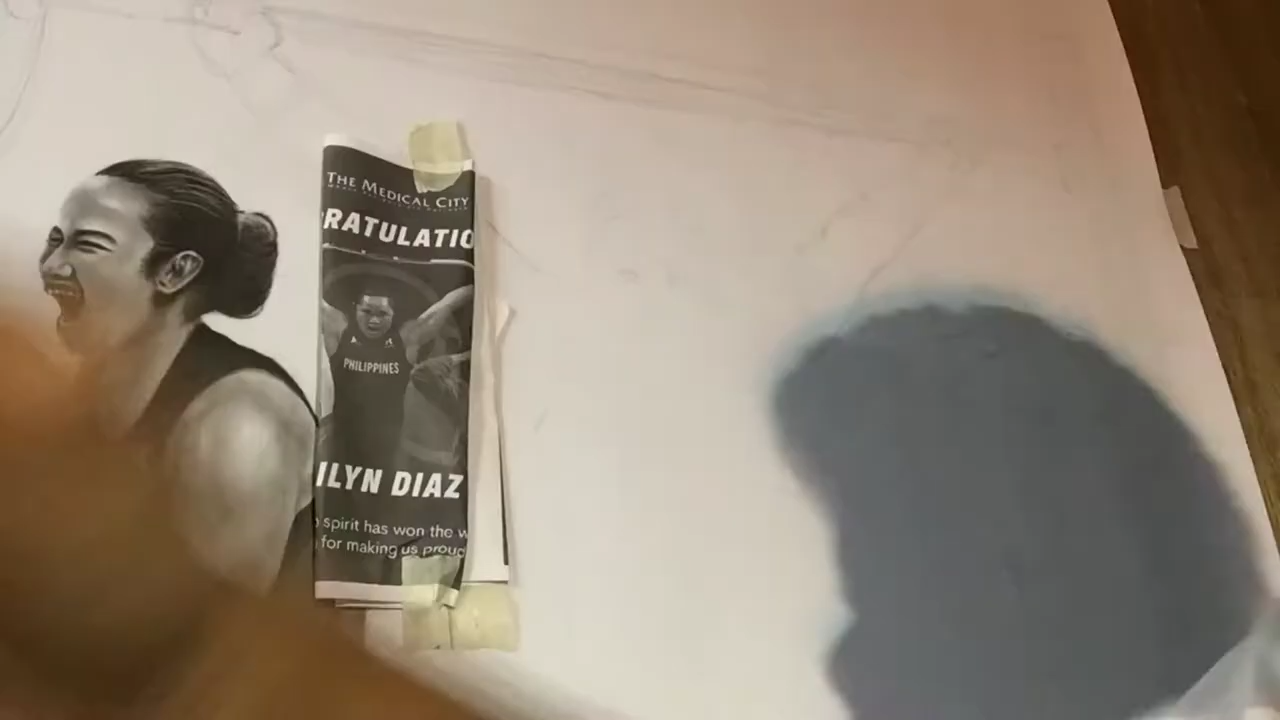 THE MEDICAL CITY
RATULATIO
PHILIPPINES
ILYN DIAZ
spirit has won the w
for making us proud